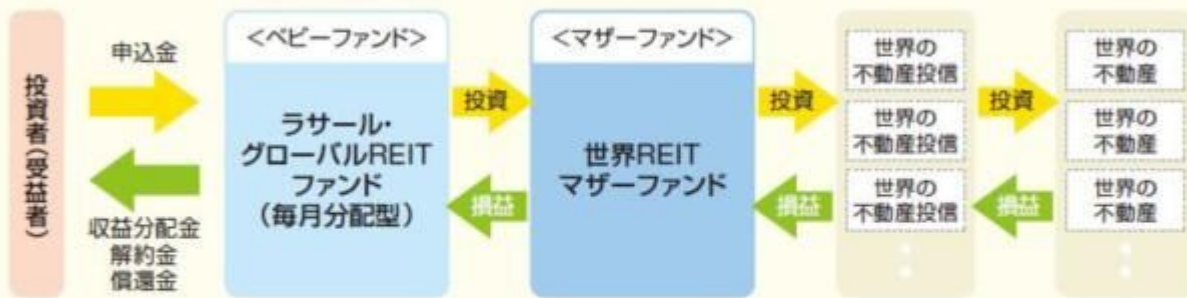 投資者(受益者)
申込金
収益分配金
解約金
償還金
<ベビーファンド>
ラサール・
グローバルREIT
ファンド
(毎月分配型)
投資
損益
<マザーファンド>
世界REIT
マザーファンド
投資
損益
世界の
不動産投信
世界の
不動産投信
世界の
不動産投信
投資
損益
世界の
不動産
世界の
不動産
世界の
不動産